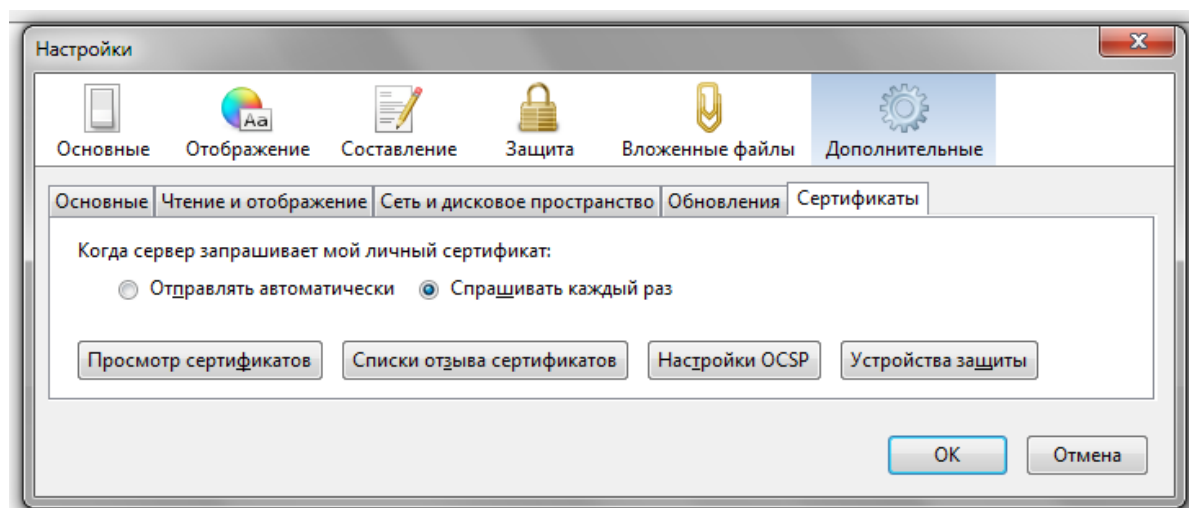 Настройки
Основные Отображение Составление Защита Вложенные файлы Дополнительные
Основные Чтение и отображение Сеть и дисковое пространство Обновления Сертификаты
Когда сервер запрашивает мой личный сертификат:
Отправлять автоматически Спрашивать каждый раз
Просмотр сертификатов Списки отзыва сертификатов Настройки OCSP Устройства защиты
OK Отмена